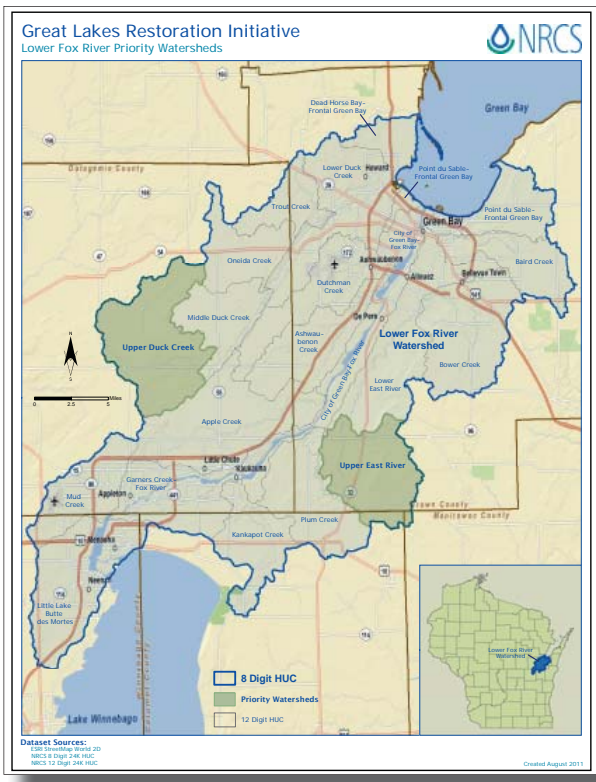 Great Lakes Restoration Initiative
Lower Fox River Priority Watersheds
NRCS
Green Bay
Dead Horse Bay–
Frontal Green Bay
Outagamie County
Lower Duck
Creek
Howard
Point du Sable–
Frontal Green Bay
Trout Creek
Point du Sable–
Frontal Green Bay
Green Bay
City of
Green Bay–
Fox River
Oneida Creek
Ashwaubenon
Allouez
Bellevue Town
Baird Creek
Dutchman
Creek
Middle Duck Creek
De Pere
Upper Duck Creek
Ashwau-
benon
Creek
Lower Fox River
Watershed
Bower Creek
City of Green Bay-Fox River
Lower
East River
N
S
0 2.5 5 Miles
Apple Creek
Little Chute
Kaukauna
Upper East River
Garners Creek–
Fox River
Mud
Creek
Appleton
441
Brown County
Manitowoc County
Plum Creek
Kankapot Creek
Menasha
Neenah
Little Lake
Butte
des Mortes
Winnebago County
Calumet County
Lake Winnebago
8 Digit HUC
Priority Watersheds
12 Digit HUC
Lower Fox River
Watershed
Dataset Sources:
ESRI StreetMap World 2D
NRCS 8 Digit 24K HUC
NRCS 12 Digit 24K HUC
Created August 2011